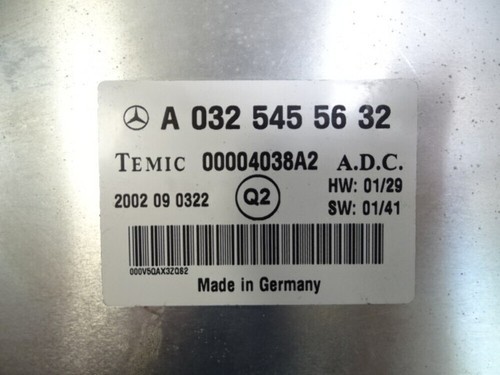 A 032 545 56 32
TEMIC 00004038A2 A.D.C.
2002 09 0322 Q2 HW: 01/29
SW: 01/41
000V5QAX3ZQ62
Made in Germany